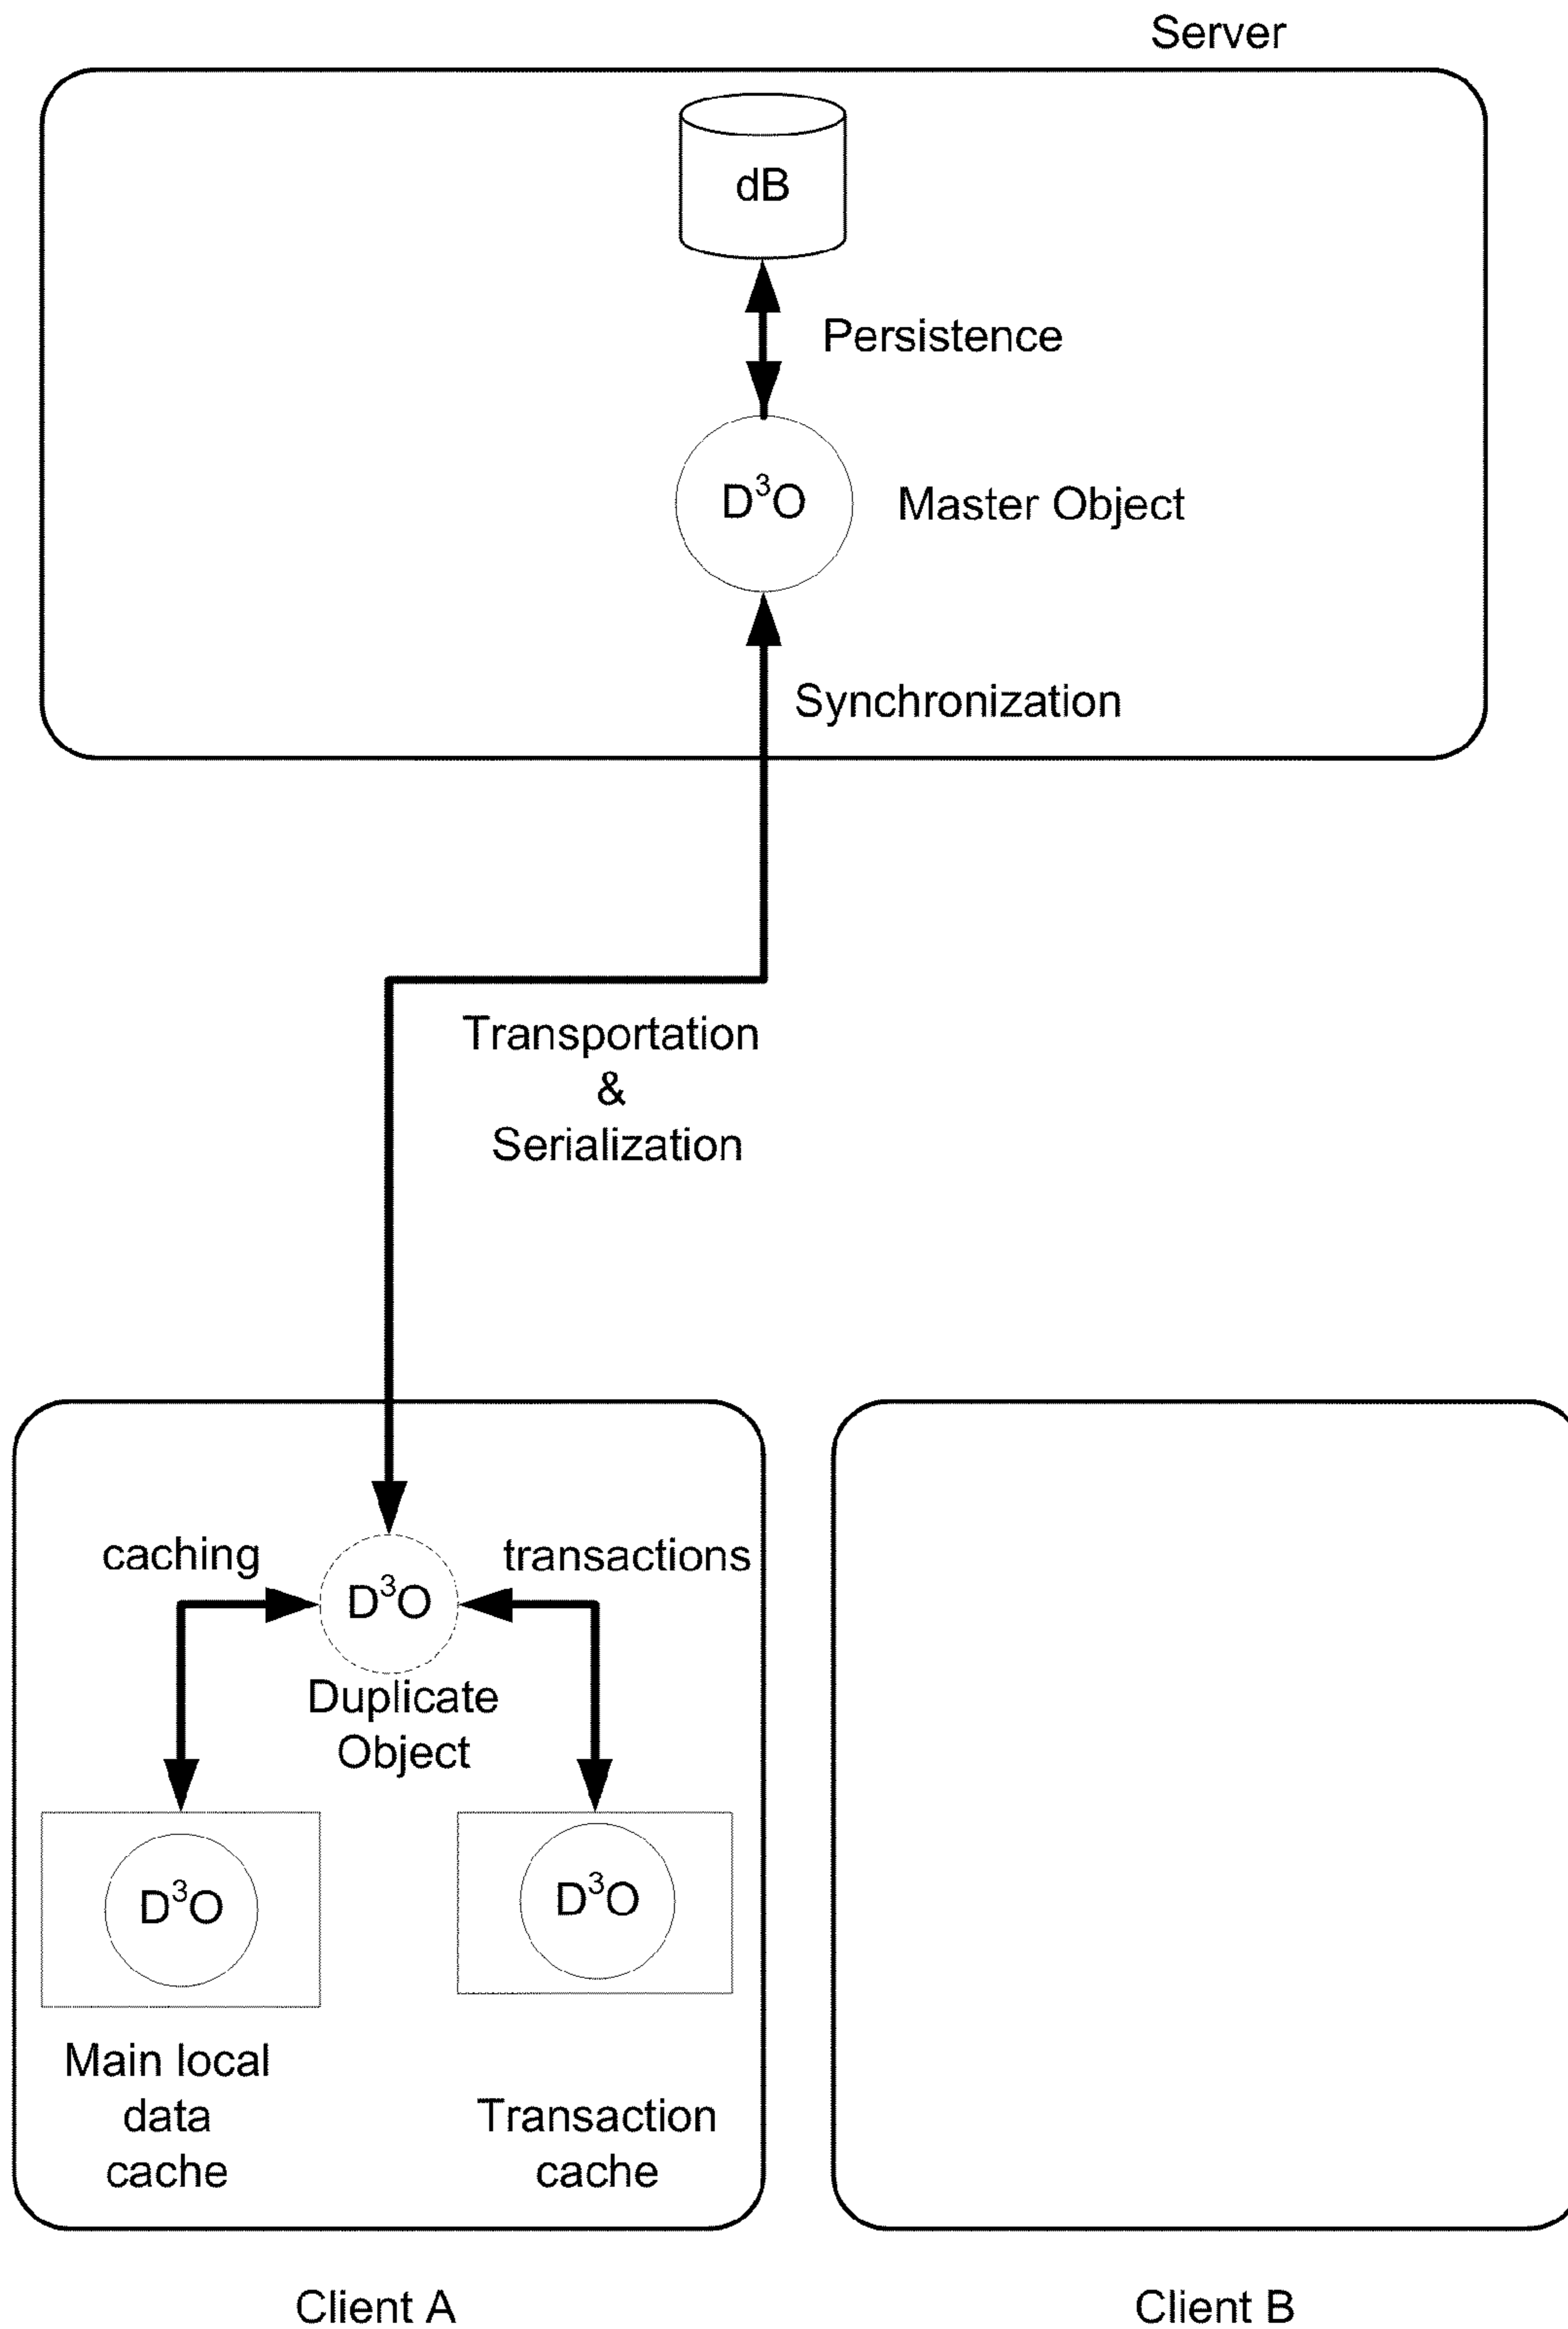 Server
dB
Persistence
D³O
Master Object
Synchronization
Transportation
&
Serialization
caching
transactions
D³O
Duplicate
Object
D³O
D³O
Main local
data
cache
Transaction
cache
Client A
Client B